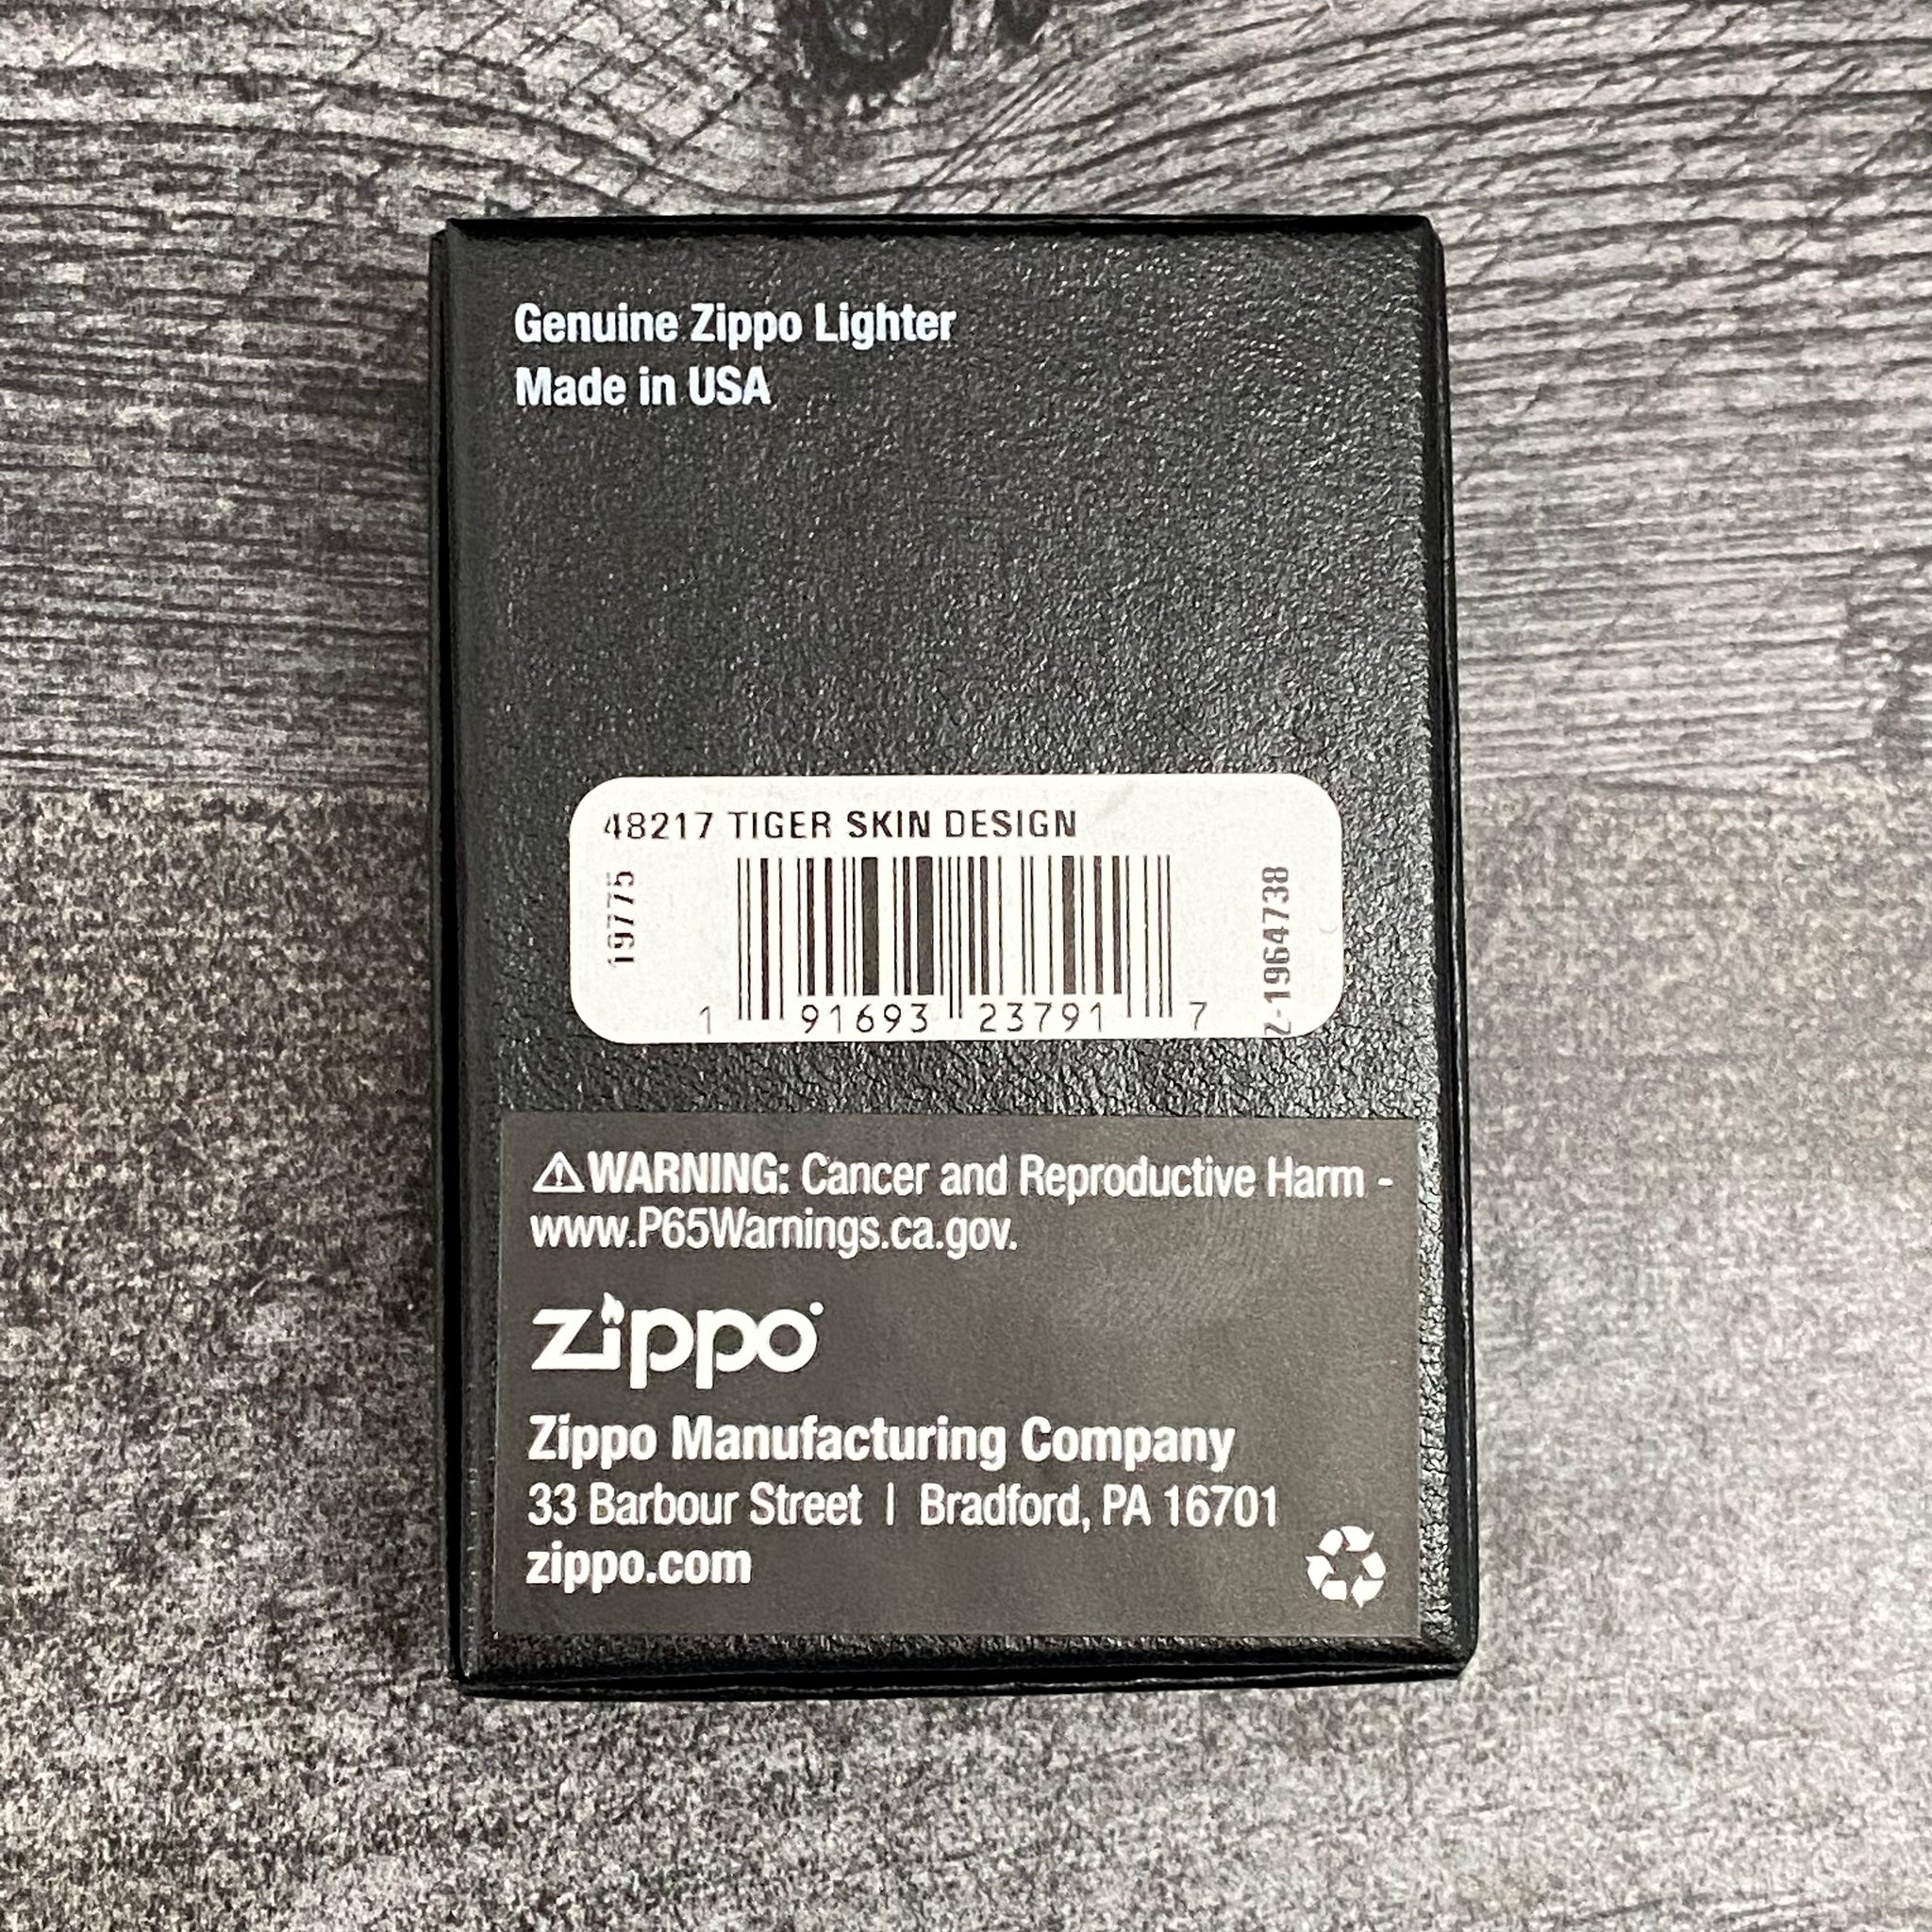 Genuine Zippo Lighter
Made in USA
48217 TIGER SKIN DESIGN
19775
1 91693 23791 7
Z-1964738
⚠WARNING: Cancer and Reproductive Harm -
www.P65Warnings.ca.gov.
zippo
Zippo Manufacturing Company
33 Barbour Street | Bradford, PA 16701
zippo.com